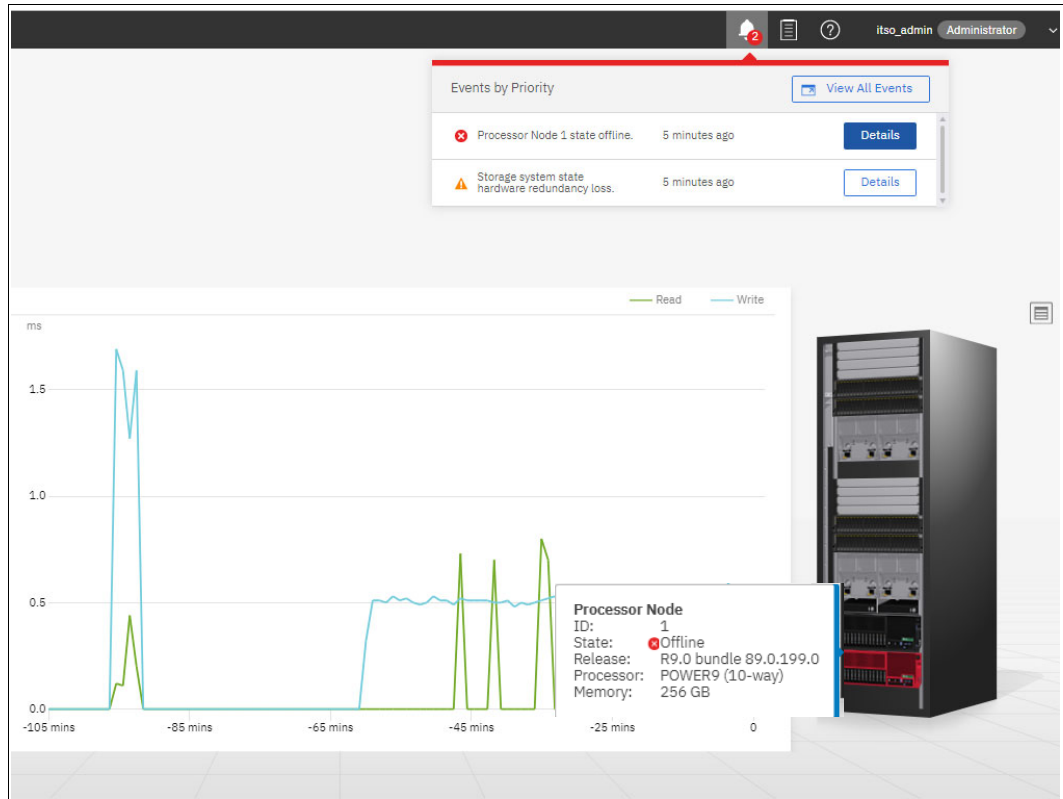 2
itso_admin Administrator
Events by Priority
View All Events
Processor Node 1 state offline.
5 minutes ago
Details
Storage system state
hardware redundancy loss.
5 minutes ago
Details
Read
Write
ms
1.5
1.0
0.5
0.0
-105 mins
-85 mins
-65 mins
-45 mins
-25 mins
0
Processor Node
ID: 1
State: Offline
Release: R9.0 bundle 89.0.199.0
Processor: POWER9 (10-way)
Memory: 256 GB